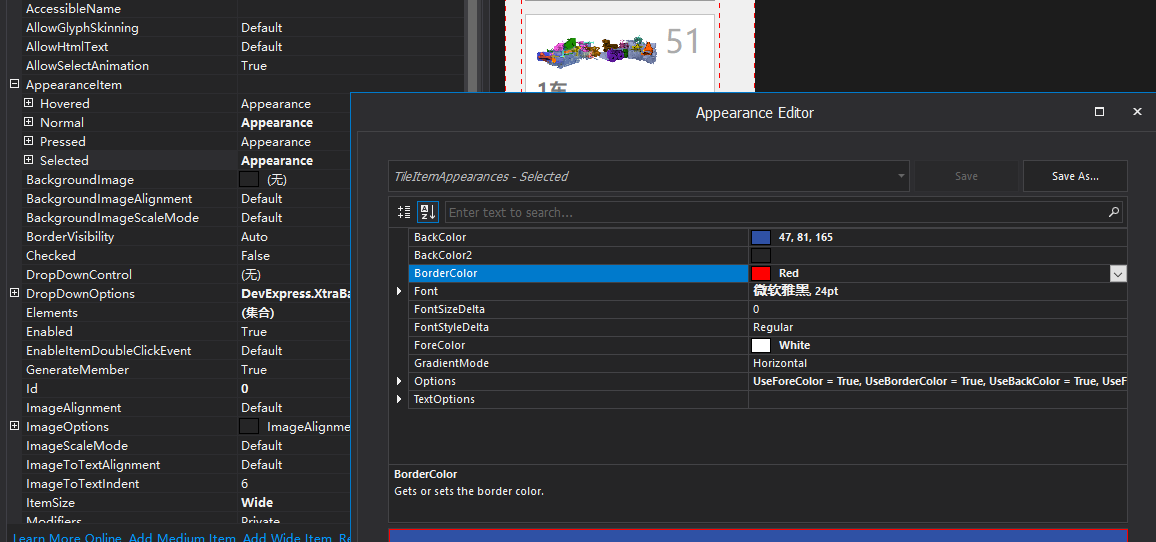 AccessibleName
AllowGlyphSkinning Default
AllowHtmlText Default
AllowSelectAnimation True
AppearanceItem
Hovered Appearance
Normal Appearance
Pressed Appearance
Selected Appearance
BackgroundImage (无)
BackgroundImageAlignment Default
BackgroundImageScaleMode Default
BorderVisibility Auto
Checked False
DropDownControl (无)
DropDownOptions DevExpress.XtraBa
Elements (集合)
Enabled True
EnableItemDoubleClickEvent Default
GenerateMember True
Id 0
ImageAlignment Default
ImageOptions ImageAlignme
ImageScaleMode Default
ImageToTextAlignment Default
ImageToTextIndent 6
ItemSize Wide
Modifiers Private
Learn More Online, Add Medium Item, Add Wide Item, Re
51
1车
Appearance Editor
TileItemAppearances - Selected
Save
Save As...
Enter text to search...
BackColor 47, 81, 165
BackColor2
BorderColor Red
Font 微软雅黑, 24pt
FontSizeDelta 0
FontStyleDelta Regular
ForeColor White
GradientMode Horizontal
Options UseForeColor = True, UseBorderColor = True, UseBackColor = True, UseF
TextOptions
BorderColor
Gets or sets the border color.